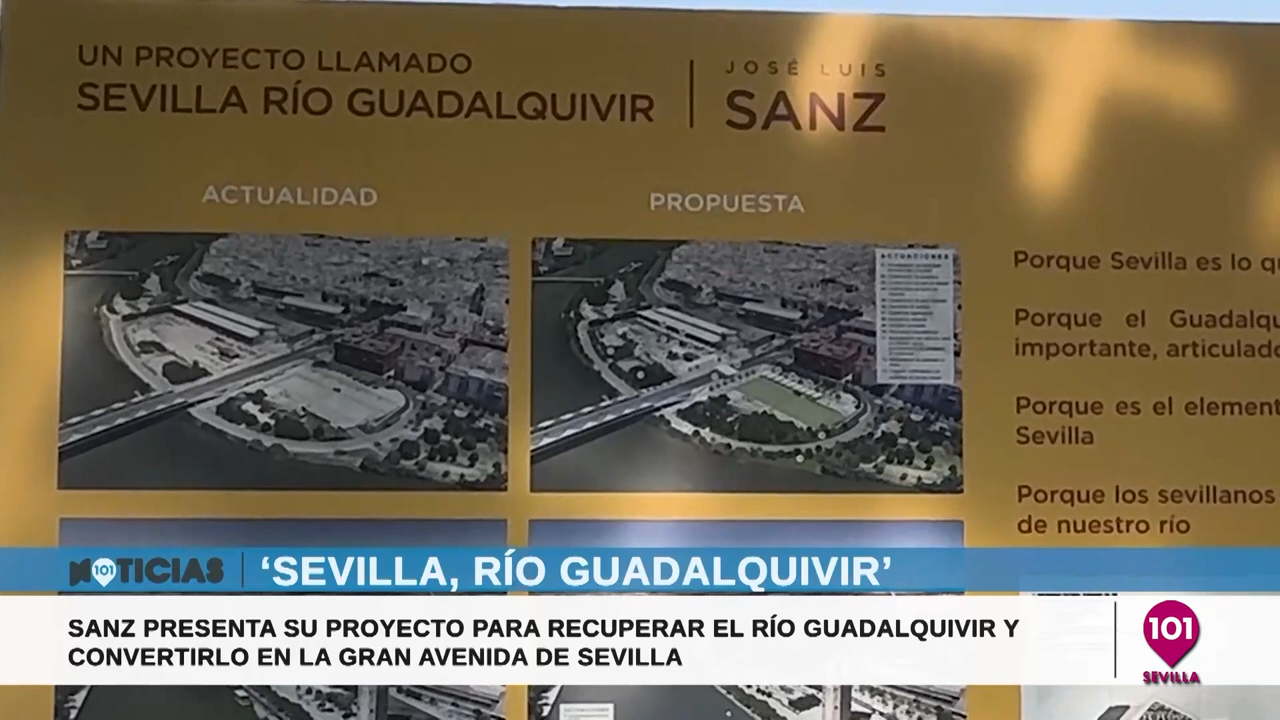 UN PROYECTO LLAMADO
SEVILLA RÍO GUADALQUIVIR
JOSÉ LUIS
SANZ
ACTUALIDAD
PROPUESTA
ACTUACIONES
Porque Sevilla es lo
Porque el
importante,
Porque es el
Sevilla
Porque los sevillanos
de nuestro río
NOTICIAS
101
‘SEVILLA, RÍO GUADALQUIVIR’
SANZ PRESENTA SU PROYECTO PARA RECUPERAR EL RÍO GUADALQUIVIR Y
CONVERTIRLO EN LA GRAN AVENIDA DE SEVILLA
101
SEVILLA